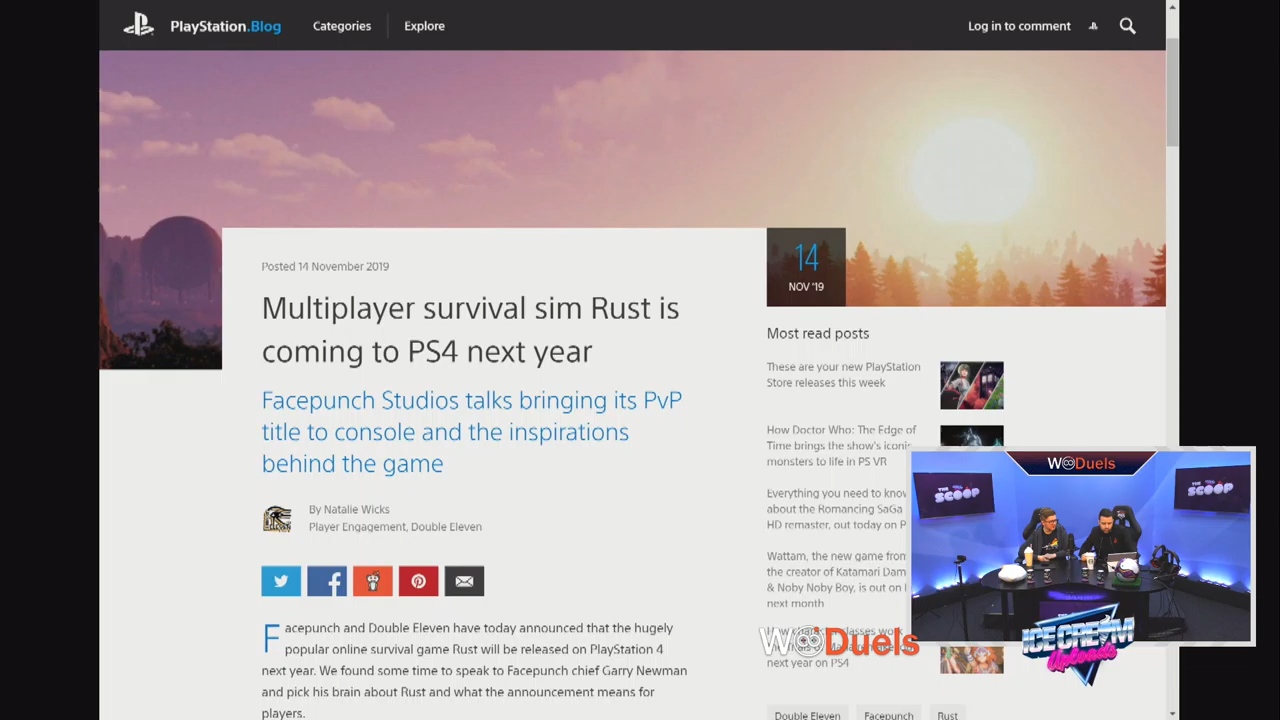 PlayStation.Blog
Categories
Explore
Log in to comment
Posted 14 November 2019
Multiplayer survival sim Rust is
coming to PS4 next year
Facepunch Studios talks bringing its PvP
title to console and the inspirations
behind the game
By Natalie Wicks
Player Engagement, Double Eleven
Facepunch and Double Eleven have today announced that the hugely
popular online survival game Rust will be released on PlayStation 4
next year. We found some time to speak to Facepunch chief Garry Newman
and pick his brain about Rust and what the announcement means for
players.
14
NOV '19
Most read posts
These are your new PlayStation
Store releases this week
How Doctor Who: The Edge of
Time brings the show's iconic
monsters to life in PS VR
Everything you need to know
about the Romancing SaGa
HD remaster, out today on P
Wattam, the new game from
the creator of Katamari Dam
& Noby Noby Boy, is out on
next month
next year on PS4
Double Eleven
Facepunch
Rust
WODuels
THE SCOOP
THE SCOOP
WODuels
ICE CREAM
Uploads